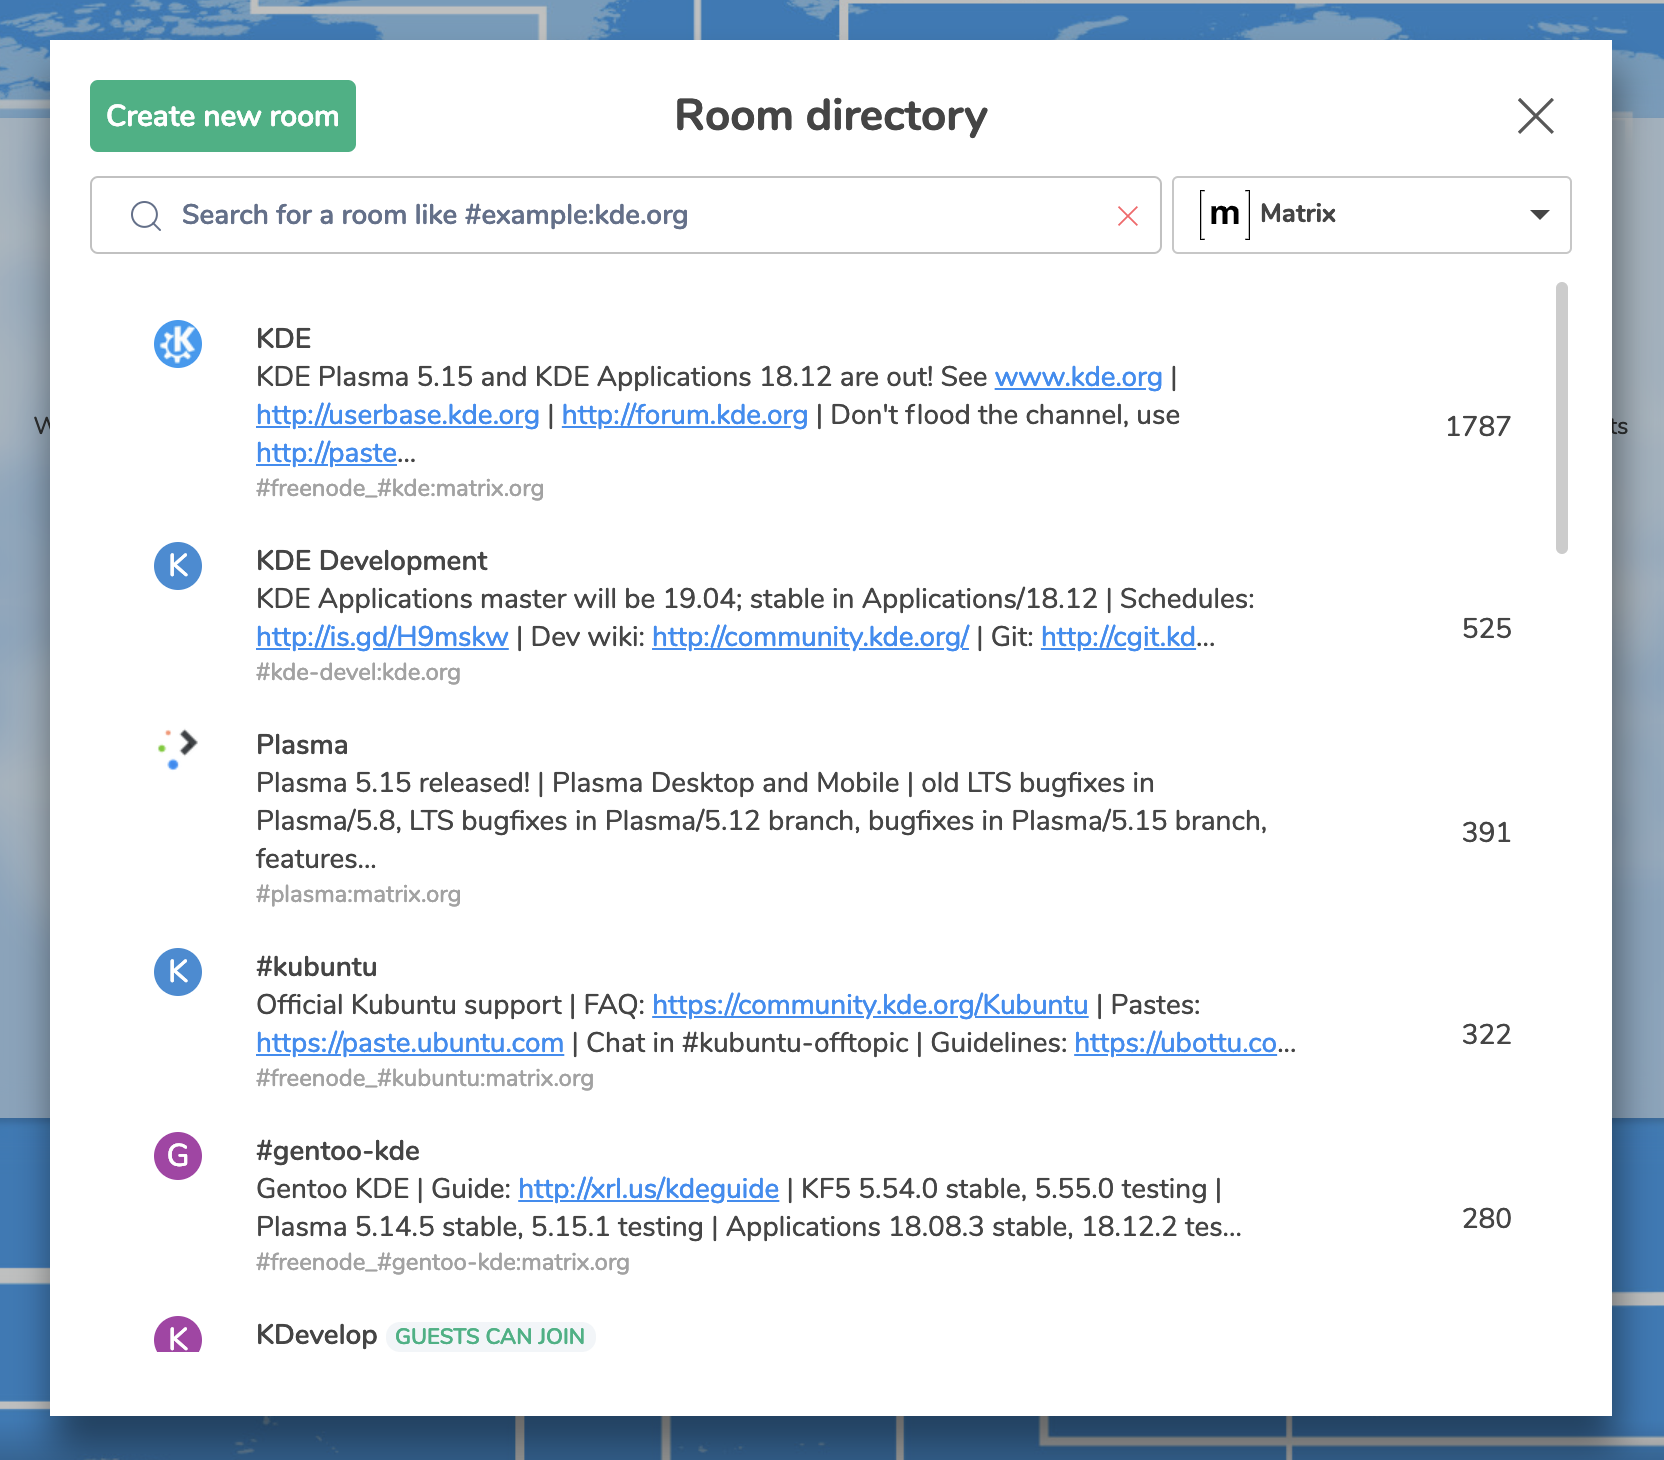 Create new room
Room directory
Search for a room like #example:kde.org
[m] Matrix
KDE
KDE Plasma 5.15 and KDE Applications 18.12 are out! See www.kde.org |
http://userbase.kde.org | http://forum.kde.org | Don't flood the channel, use
http://paste...
#freenode_#kde:matrix.org
1787
KDE Development
KDE Applications master will be 19.04; stable in Applications/18.12 | Schedules:
http://is.gd/H9mskw | Dev wiki: http://community.kde.org/ | Git: http://cgit.kd...
#kde-devel:kde.org
525
Plasma
Plasma 5.15 released! | Plasma Desktop and Mobile | old LTS bugfixes in
Plasma/5.8, LTS bugfixes in Plasma/5.12 branch, bugfixes in Plasma/5.15 branch,
features...
#plasma:matrix.org
391
K
#kubuntu
Official Kubuntu support | FAQ: https://community.kde.org/Kubuntu | Pastes:
https://paste.ubuntu.com | Chat in #kubuntu-offtopic | Guidelines: https://ubottu.co...
#freenode_#kubuntu:matrix.org
322
G
#gentoo-kde
Gentoo KDE | Guide: http://xrl.us/kdeguide | KF5 5.54.0 stable, 5.55.0 testing |
Plasma 5.14.5 stable, 5.15.1 testing | Applications 18.08.3 stable, 18.12.2 tes...
#freenode_#gentoo-kde:matrix.org
280
K
KDevelop GUESTS CAN JOIN